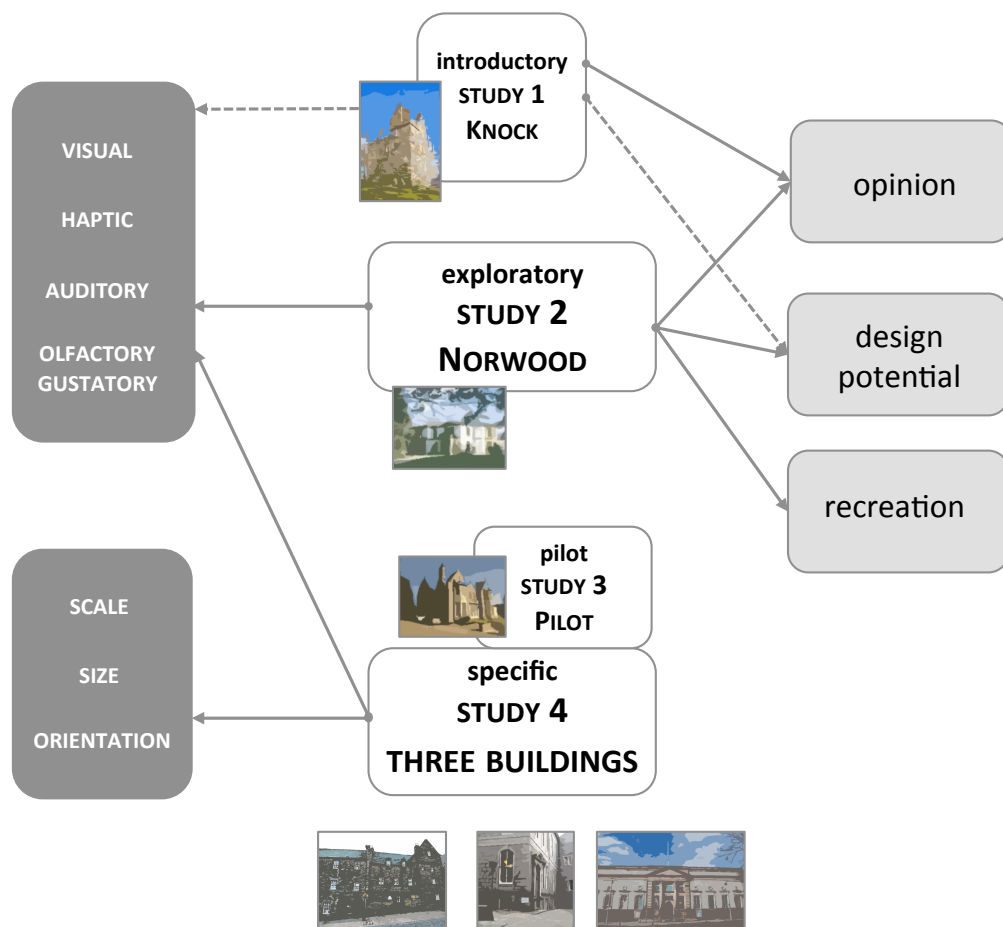 introductory
STUDY 1
KNOCK
VISUAL
HAPTIC
AUDITORY
OLFACTORY
GUSTATORY
exploratory
STUDY 2
NORWOOD
opinion
design
potential
recreation
pilot
STUDY 3
PILOT
SCALE
SIZE
ORIENTATION
specific
STUDY 4
THREE BUILDINGS